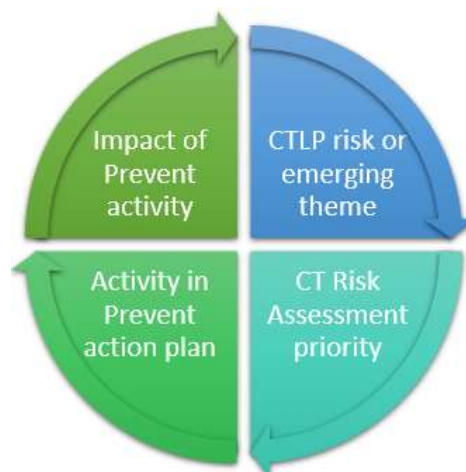 Impact of
Prevent
activity
CTLP risk or
emerging
theme
Activity in
Prevent
action plan
CT Risk
Assessment
priority